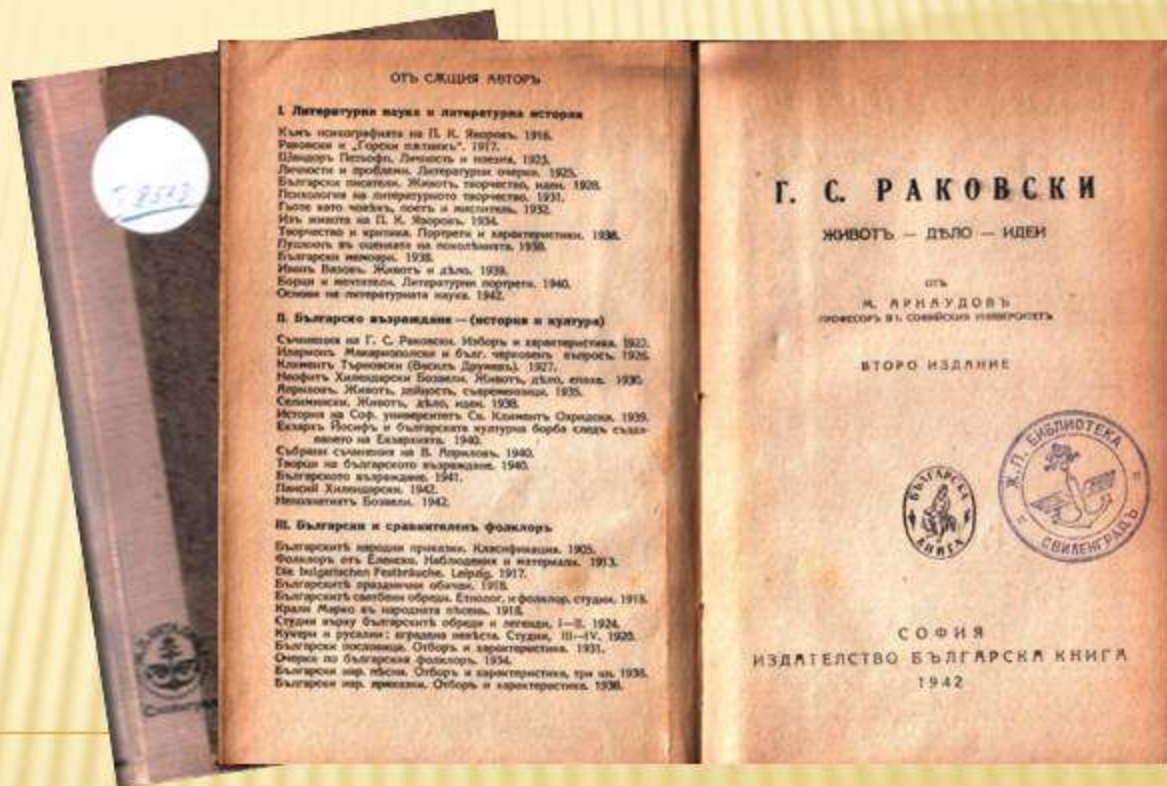 ОТЪ СѪЩИЯ АВТОРЪ
I. Литературна наука и литературна история
Къмъ психографията на П. К. Яворовъ. 1916.
Раковски и „Горски пѫтникъ“. 1917.
Шандоръ Петьофи. Личность и поезия. 1923.
Личности и проблеми. Литературни очерки. 1925.
Български писатели. Животъ, творчество, идеи. 1928.
Психология на литературното творчество. 1931.
Гьоте като човѣкъ, поетъ и мислитель. 1932.
Изъ живота на П. К. Яворовъ. 1934.
Творчество и критика. Портрети и характеристики. 1938.
Пушкинъ въ оценката на поколѣнията. 1938.
Български мемоари. 1938.
Иванъ Вазовъ. Животъ и дѣло. 1939.
Борци и мечтатели. Литературни портрети. 1940.
Основи на литературната наука. 1942.
II. Българско възраждане — (история и култура)
Съчинения на Г. С. Раковски. Изборъ и характеристика. 1922.
Иларионъ Макариополски и бълг. черковенъ въпросъ. 1926.
Климентъ Търновски (Василъ Друмевъ). 1927.
Неофитъ Хилендарски Бозвели. Животъ, дѣло, епоха. 1930.
Априловъ. Животъ, дейность, съвременници. 1935.
Селимински. Животъ, дѣло, идеи. 1938.
История на Соф. университетъ Св. Климентъ Охридски. 1939.
Екзархъ Йосифъ и българската културна борба следъ създа-
ването на Екзархията. 1940.
Събрани съчинения на В. Априловъ. 1940.
Творци на българското възраждане. 1940.
Българското възраждане. 1941.
Паисий Хилендарски. 1942.
Непознатиятъ Бозвели. 1942.
III. Български и сравнителенъ фолклоръ
Българскитѣ народни приказки. Класификация. 1905.
Фолклоръ отъ Еленско. Наблюдения и материали. 1913.
Die bulgarischen Festbräuche. Leipzig. 1917.
Българскитѣ празднични обичаи. 1918.
Българскитѣ сватбени обреди. Етнолог. и фолклор. студии. 1918.
Крали Марко въ народната пѣсень. 1918.
Студии върху българскитѣ обреди и легенди, I—II. 1924.
Кукери и русалии; вградена невѣста. Студии, III—IV. 1920.
Български пословици. Отборъ и характеристика. 1931.
Очерки по българския фолклоръ. 1934.
Български нар. пѣсни. Отборъ и характеристика, три
Български нар. приказки. Отборъ и характеристика. 1938.
Г. С. РАКОВСКИ
ЖИВОТЪ — ДѢЛО — ИДЕИ
ОТЪ
М. АРНАУДОВЪ
ПРОФЕСОРЪ ВЪ СОФИЙСКИЯ УНИВЕРСИТЕТЪ
ВТОРО ИЗДАНИЕ
БЪЛГАРСКА
КНИГА
Ж.П. БИБЛИОТЕКА
СВИЛЕНГРАДЪ
СОФИЯ
ИЗДАТЕЛСТВО БЪЛГАРСКА КНИГА
1942